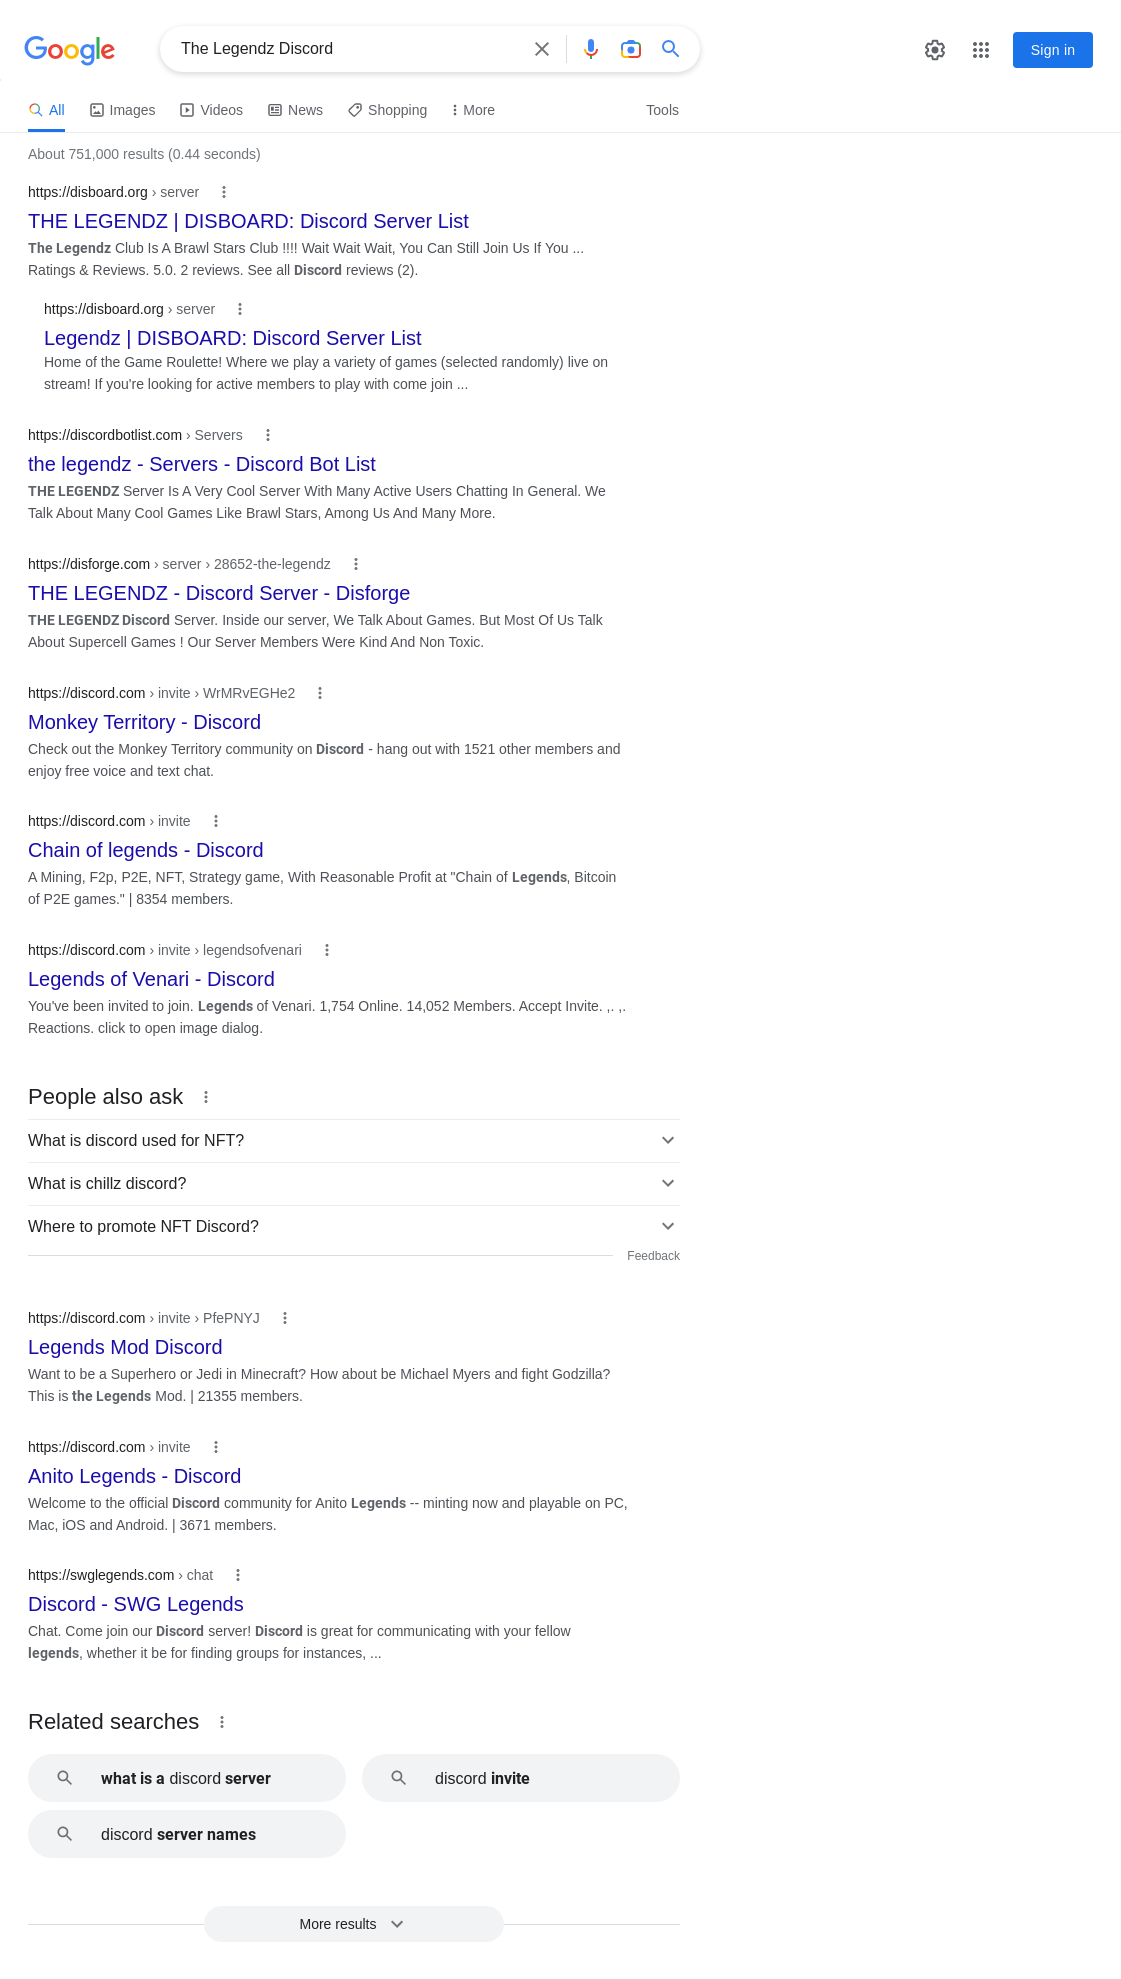 Google
The Legendz Discord
Sign in
All Images Videos News Shopping More Tools
About 751,000 results (0.44 seconds)
https://disboard.org › server
THE LEGENDZ | DISBOARD: Discord Server List
The Legendz Club Is A Brawl Stars Club !!!! Wait Wait Wait, You Can Still Join Us If You ...
Ratings & Reviews. 5.0. 2 reviews. See all Discord reviews (2).
https://disboard.org › server
Legendz | DISBOARD: Discord Server List
Home of the Game Roulette! Where we play a variety of games (selected randomly) live on
stream! If you're looking for active members to play with come join ...
https://discordbotlist.com › Servers
the legendz - Servers - Discord Bot List
THE LEGENDZ Server Is A Very Cool Server With Many Active Users Chatting In General. We
Talk About Many Cool Games Like Brawl Stars, Among Us And Many More.
https://disforge.com › server › 28652-the-legendz
THE LEGENDZ - Discord Server - Disforge
THE LEGENDZ Discord Server. Inside our server, We Talk About Games. But Most Of Us Talk
About Supercell Games ! Our Server Members Were Kind And Non Toxic.
https://discord.com › invite › WrMRvEGHe2
Monkey Territory - Discord
Check out the Monkey Territory community on Discord - hang out with 1521 other members and
enjoy free voice and text chat.
https://discord.com › invite
Chain of legends - Discord
A Mining, F2p, P2E, NFT, Strategy game, With Reasonable Profit at "Chain of Legends, Bitcoin
of P2E games." | 8354 members.
https://discord.com › invite › legendsofvenari
Legends of Venari - Discord
You've been invited to join. Legends of Venari. 1,754 Online. 14,052 Members. Accept Invite. ,. ,.
Reactions. click to open image dialog.
People also ask
What is discord used for NFT?
What is chillz discord?
Where to promote NFT Discord?
Feedback
https://discord.com › invite › PfePNYJ
Legends Mod Discord
Want to be a Superhero or Jedi in Minecraft? How about be Michael Myers and fight Godzilla?
This is the Legends Mod. | 21355 members.
https://discord.com › invite
Anito Legends - Discord
Welcome to the official Discord community for Anito Legends -- minting now and playable on PC,
Mac, iOS and Android. | 3671 members.
https://swglegends.com › chat
Discord - SWG Legends
Chat. Come join our Discord server! Discord is great for communicating with your fellow
legends, whether it be for finding groups for instances, ...
Related searches
what is a discord server
discord invite
discord server names
More results